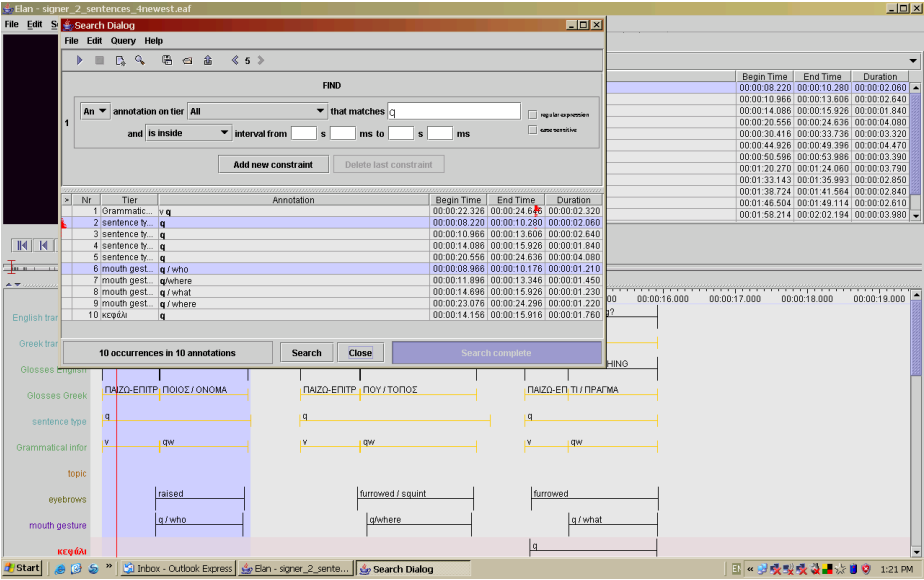 Elan - signer_2_sentences_4newest.eaf
File Edit S
Search Dialog
File Edit Query Help
5
FIND
1
An annotation on tier All that matches q
regular expression
and is inside interval from s ms to s ms
case sensitive
Add new constraint Delete last constraint
> Nr Tier Annotation Begin Time End Time Duration
1 Grammatic... v q 00:00:22.326 00:00:24.646 00:00:02.320
2 sentence ty... q 00:00:08.220 00:00:10.280 00:00:02.060
3 sentence ty... q 00:00:10.966 00:00:13.606 00:00:02.640
4 sentence ty... q 00:00:14.086 00:00:15.926 00:00:01.840
5 sentence ty... q 00:00:20.556 00:00:24.636 00:00:04.080
6 mouth gest... q / who 00:00:08.966 00:00:10.176 00:00:01.210
7 mouth gest... q/where 00:00:11.896 00:00:13.346 00:00:01.450
8 mouth gest... q / what 00:00:14.696 00:00:15.926 00:00:01.230
9 mouth gest... q / where 00:00:23.076 00:00:24.296 00:00:01.220
10 κεφάλι q 00:00:14.156 00:00:15.916 00:00:01.760
10 occurrences in 10 annotations Search Close Search complete
Begin Time End Time Duration
00:00:08.220 00:00:10.280 00:00:02.060
00:00:10.966 00:00:13.606 00:00:02.640
00:00:14.086 00:00:15.926 00:00:01.840
00:00:20.556 00:00:24.636 00:00:04.080
00:00:30.416 00:00:33.736 00:00:03.320
00:00:44.926 00:00:49.396 00:00:04.470
00:00:50.596 00:00:53.986 00:00:03.390
00:01:20.270 00:01:24.060 00:00:03.790
00:01:33.143 00:01:35.993 00:00:02.850
00:01:38.724 00:01:41.564 00:00:02.840
00:01:46.504 00:01:49.114 00:00:02.610
00:01:58.214 00:02:02.194 00:00:03.980
00 00:00:16.000 00:00:17.000 00:00:18.000 00:00:19.000
English tran g?
Greek tran
Glosses English HING
Glosses Greek ΠΑΙΖΩ-ΕΠΙΤΡ ΠΟΙΟΣ / ΟΝΟΜΑ ΠΑΙΖΩ-ΕΠΙΤΡ ΠΟΥ / ΤΟΠΟΣ ΠΑΙΖΩ-ΕΠ ΤΙ / ΠΡΑΓΜΑ
sentence type q q q
Grammatical infor v qw v qw v qw
topic
eyebrows raised furrowed / squint furrowed
mouth gesture q / who q/where q / what
κεφάλι q
Start » Inbox - Outlook Express Elan - signer_2_sente... Search Dialog EN « 1:21 PM